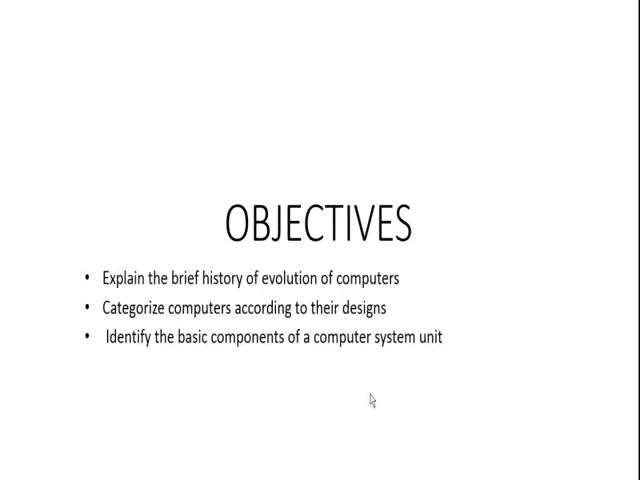 OBJECTIVES
• Explain the brief history of evolution of computers
• Categorize computers according to their designs
• Identify the basic components of a computer system unit